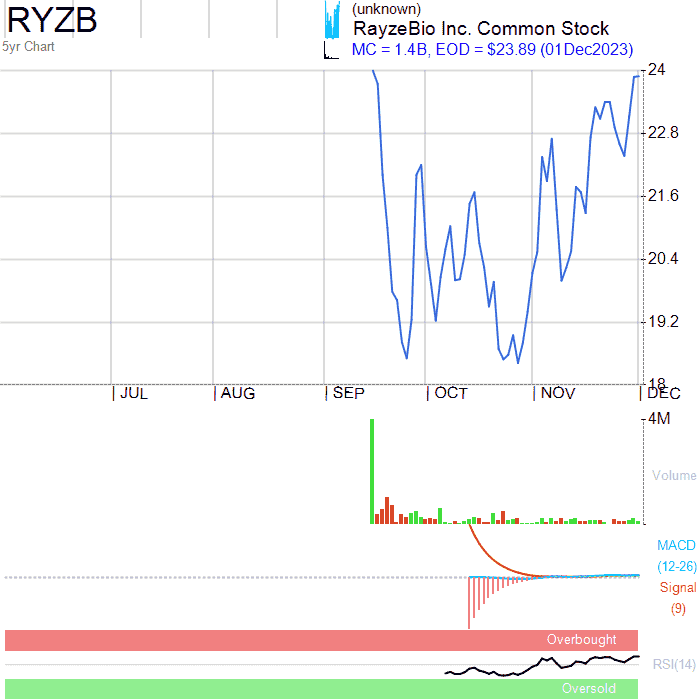 RYZB
5yr Chart
(unknown)
RayzeBio Inc. Common Stock
MC = 1.4B, EOD = $23.89 (01Dec2023)
24
22.8
21.6
20.4
19.2
18
JUL AUG SEP OCT NOV DEC
4M
Volume
MACD
(12-26)
Signal
(9)
Overbought
RSI(14)
Oversold